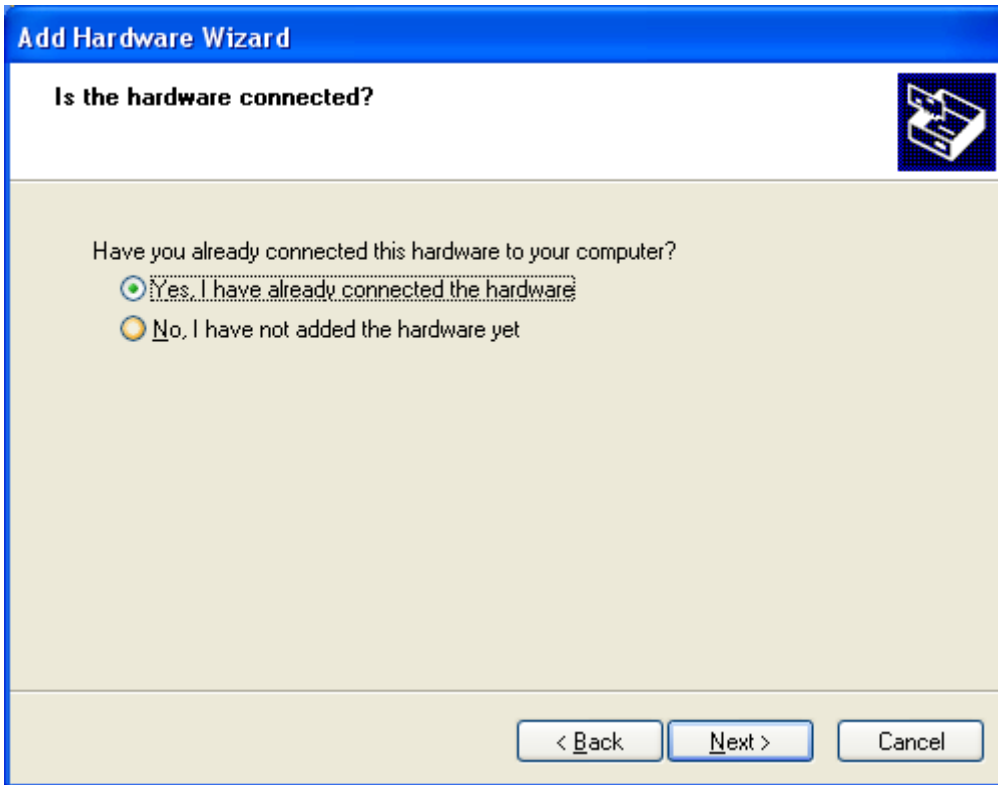 Add Hardware Wizard
Is the hardware connected?
Have you already connected this hardware to your computer?
Yes, I have already connected the hardware
No, I have not added the hardware yet
< Back
Next >
Cancel